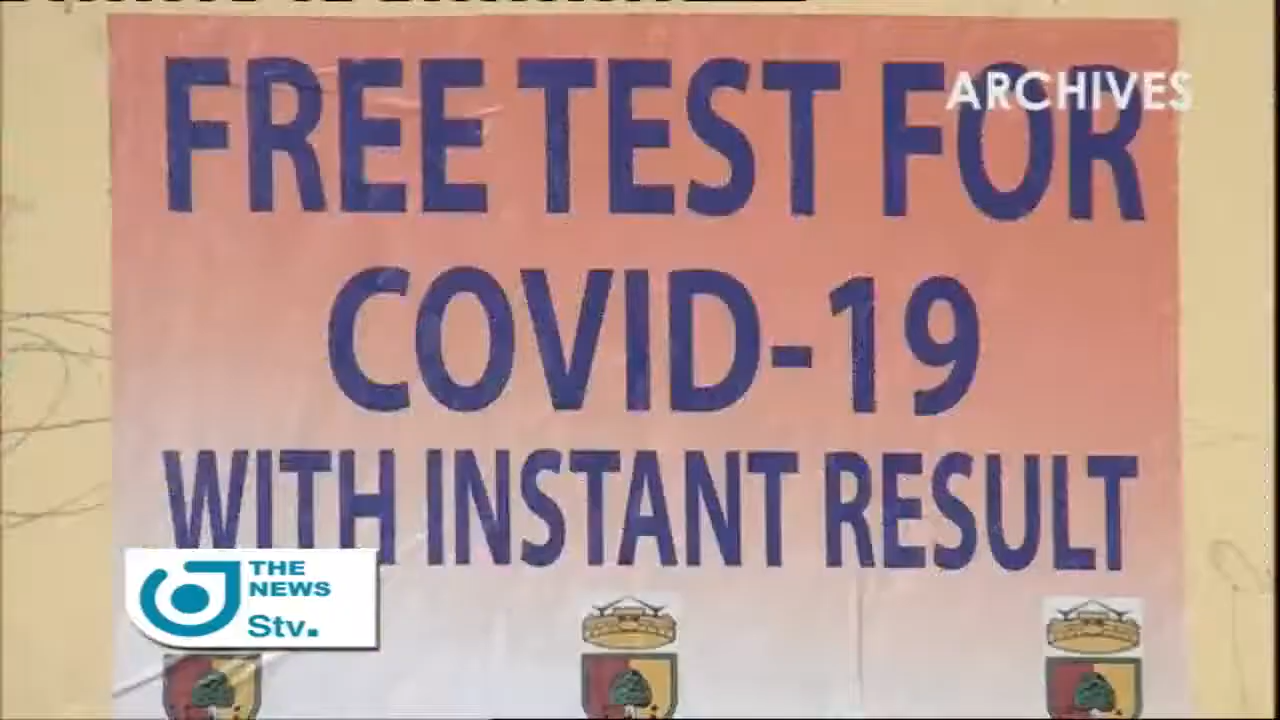 FREE TEST FOR
ARCHIVES
COVID-19
WITH INSTANT RESULT
THE
NEWS
Stv.